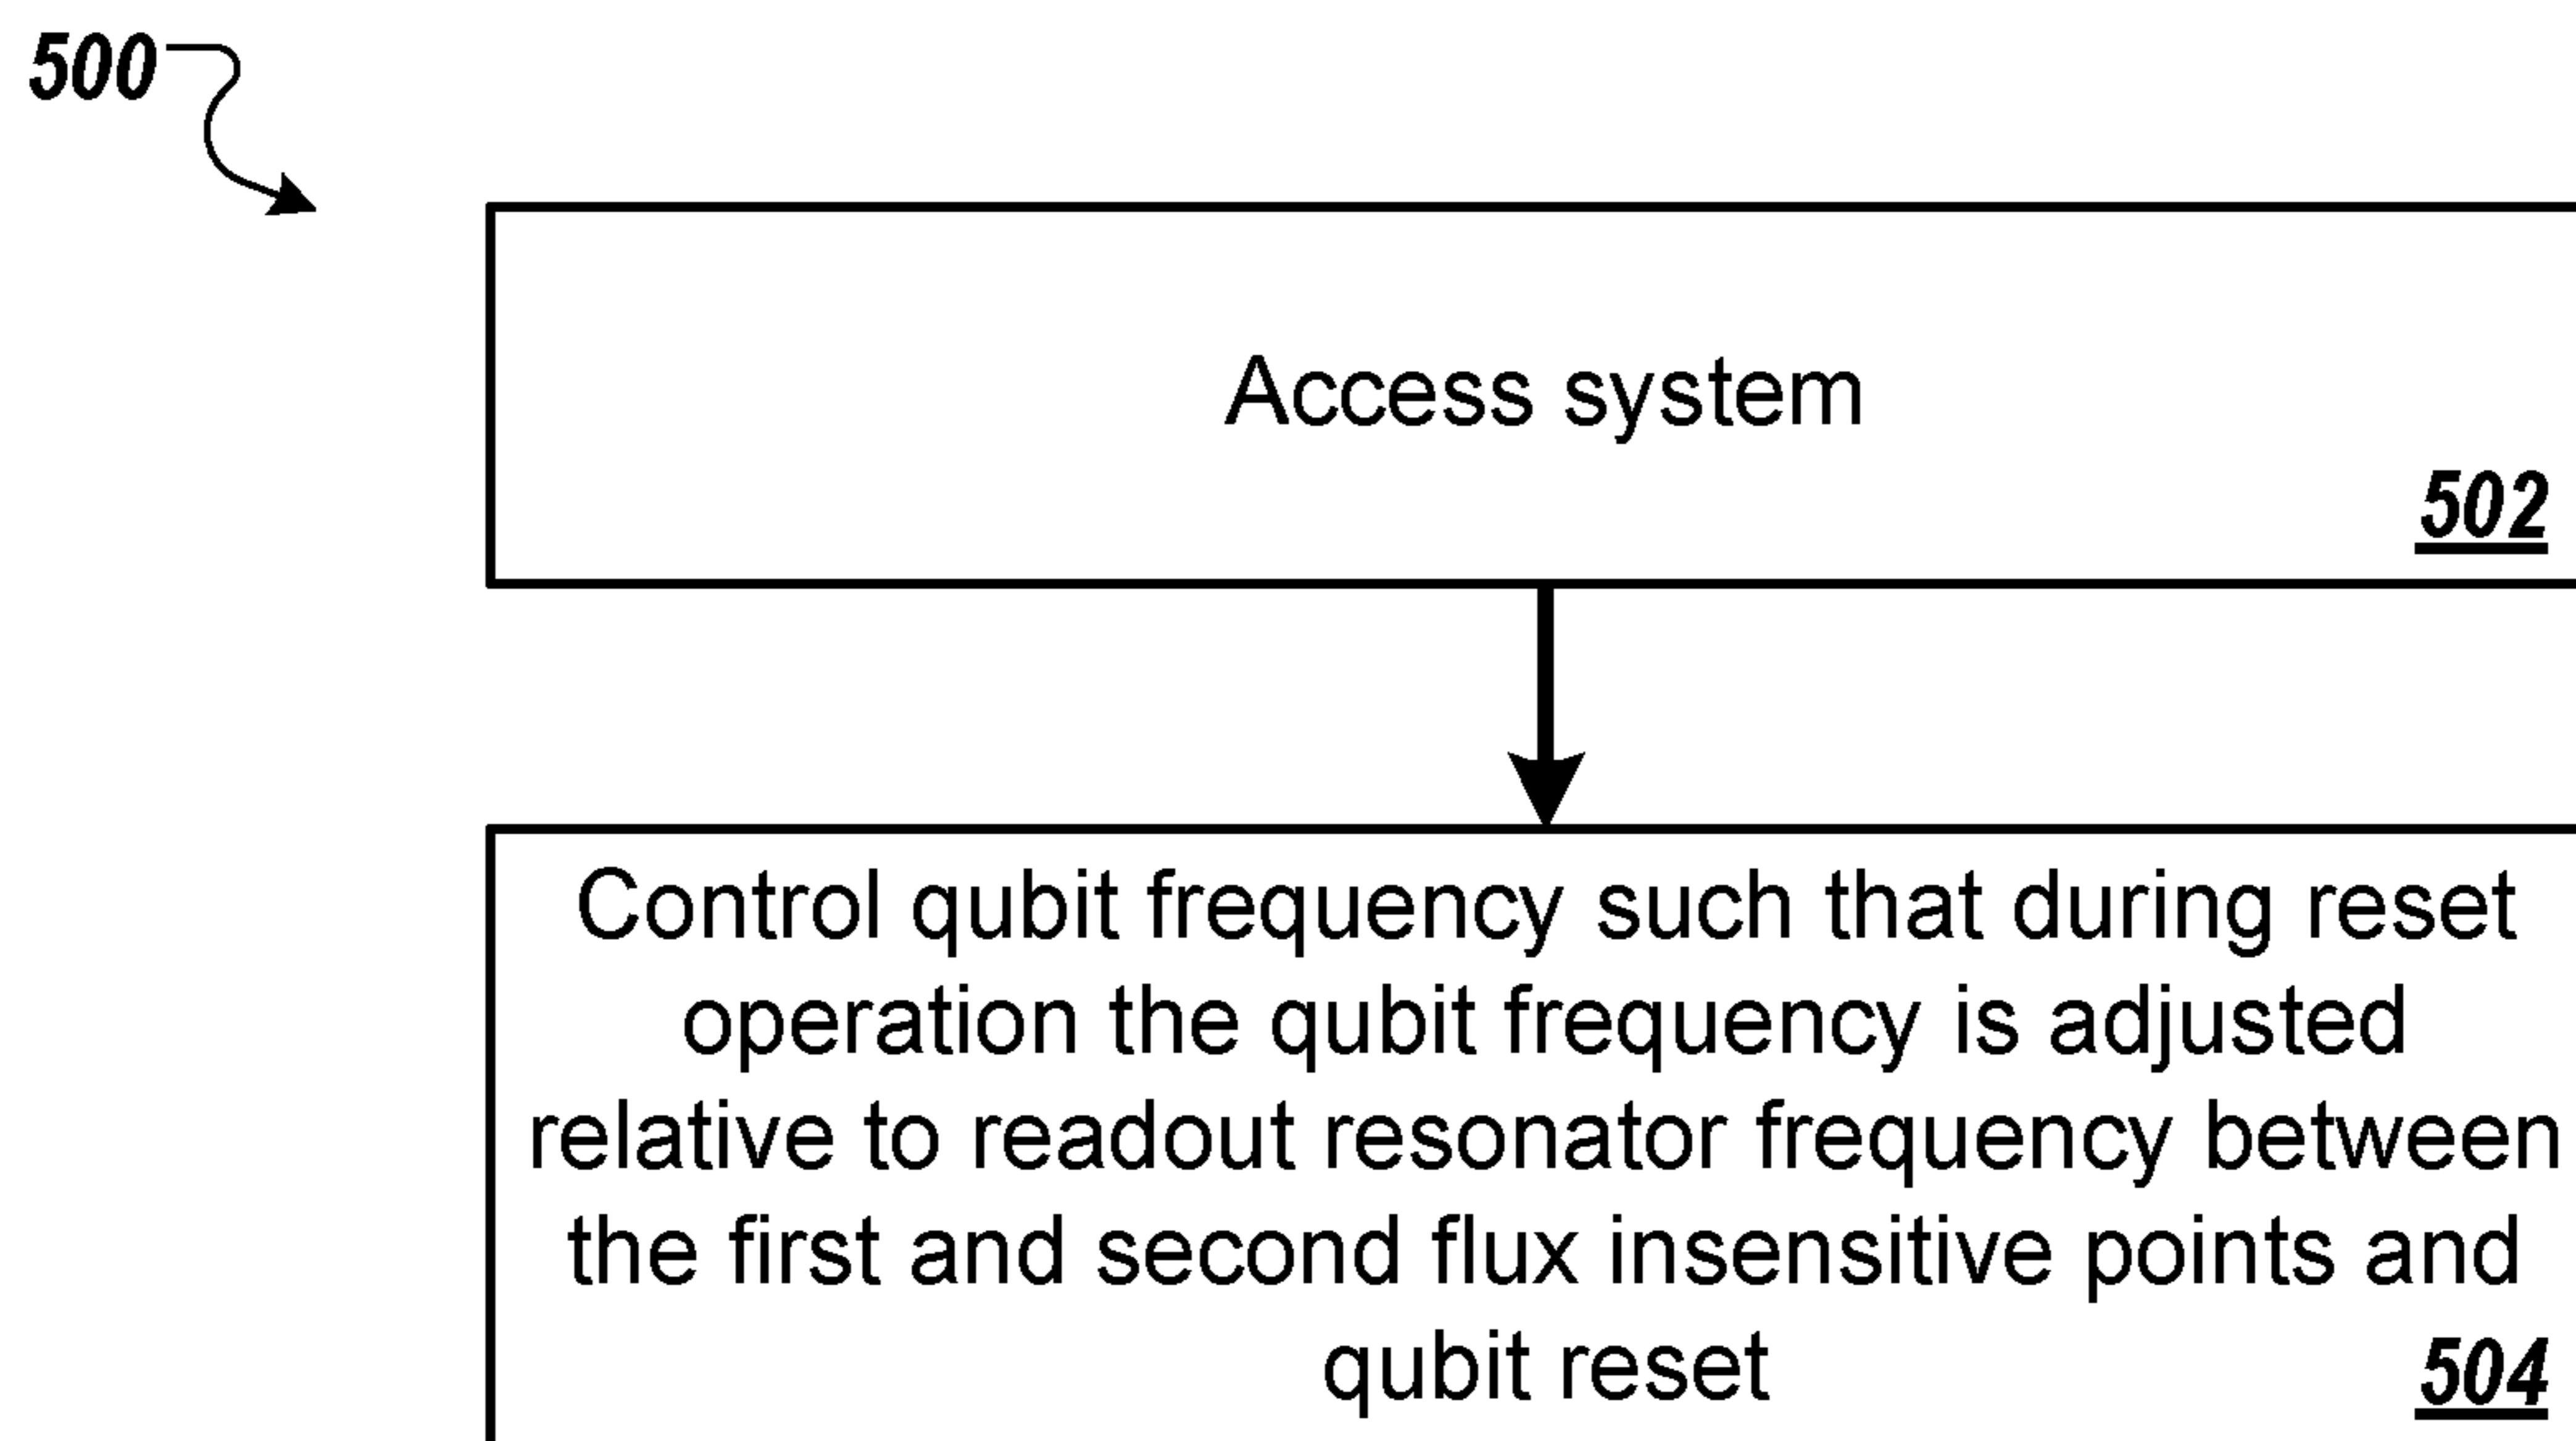 500
Access system
502
Control qubit frequency such that during reset
operation the qubit frequency is adjusted
relative to readout resonator frequency between
the first and second flux insensitive points and
qubit reset
504